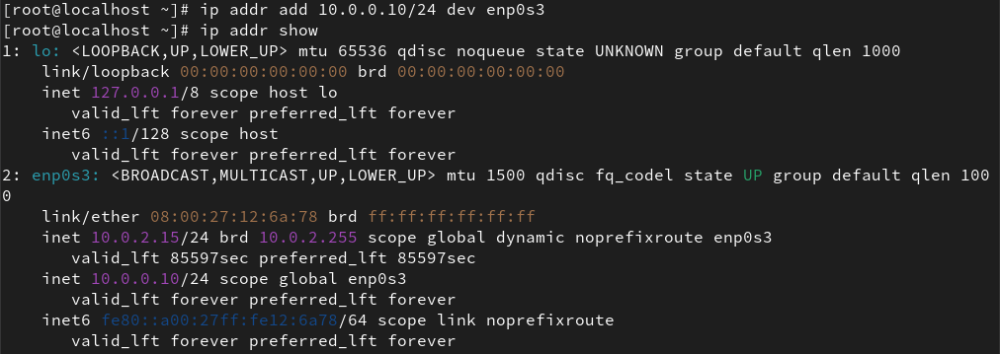 [root@localhost ~]# ip addr add 10.0.0.10/24 dev enp0s3
[root@localhost ~]# ip addr show
1: lo: <LOOPBACK,UP,LOWER_UP> mtu 65536 qdisc noqueue state UNKNOWN group default qlen 1000
    link/loopback 00:00:00:00:00:00 brd 00:00:00:00:00:00
    inet 127.0.0.1/8 scope host lo
       valid_lft forever preferred_lft forever
    inet6 ::1/128 scope host
       valid_lft forever preferred_lft forever
2: enp0s3: <BROADCAST,MULTICAST,UP,LOWER_UP> mtu 1500 qdisc fq_codel state UP group default qlen 100
0
    link/ether 08:00:27:12:6a:78 brd ff:ff:ff:ff:ff:ff
    inet 10.0.2.15/24 brd 10.0.2.255 scope global dynamic noprefixroute enp0s3
       valid_lft 85597sec preferred_lft 85597sec
    inet 10.0.0.10/24 scope global enp0s3
       valid_lft forever preferred_lft forever
    inet6 fe80::a00:27ff:fe12:6a78/64 scope link noprefixroute
       valid_lft forever preferred_lft forever